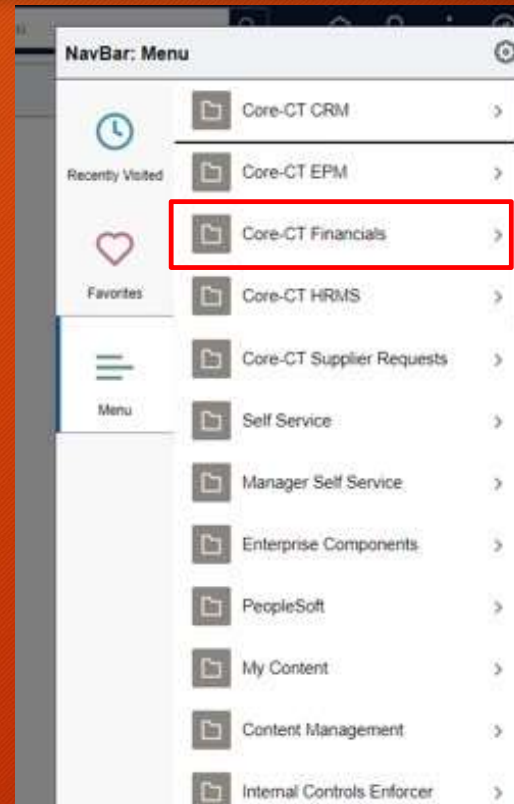 NavBar: Menu
Recently Visited
Favorites
Menu
Core-CT CRM
Core-CT EPM
Core-CT Financials
Core-CT HRMS
Core-CT Supplier Requests
Self Service
Manager Self Service
Enterprise Components
PeopleSoft
My Content
Content Management
Internal Controls Enforcer